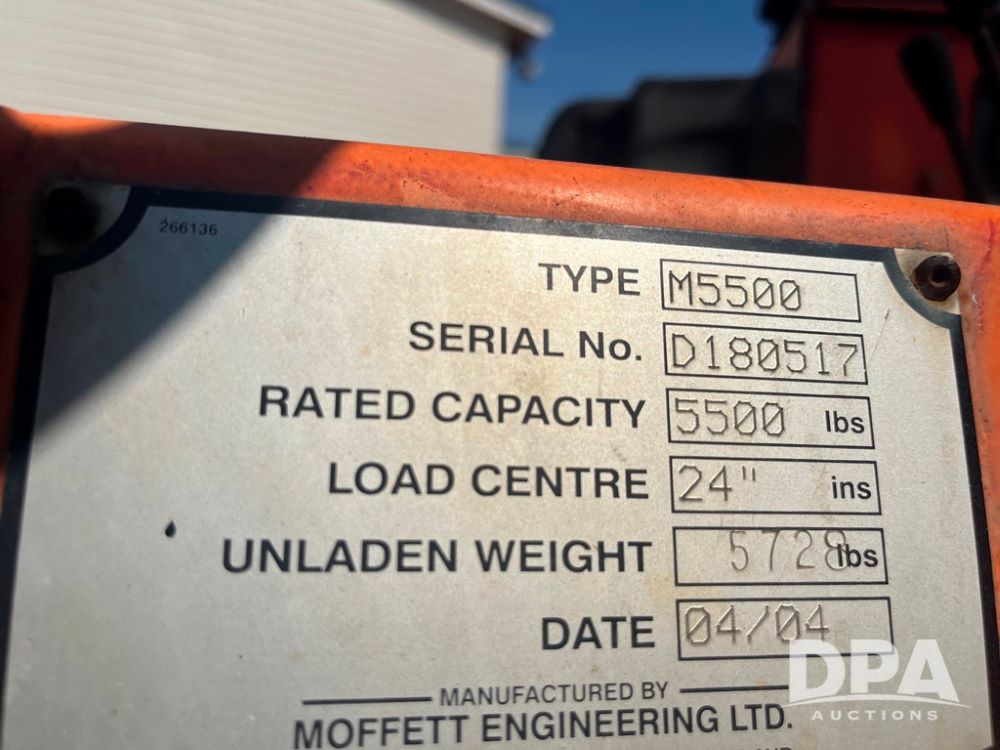 266136
TYPE M5500
SERIAL No. D180517
RATED CAPACITY 5500 lbs
LOAD CENTRE 24" ins
UNLADEN WEIGHT 5728 lbs
DATE 04/04
MANUFACTURED BY
MOFFETT ENGINEERING LTD.
DPA
AUCTIONS